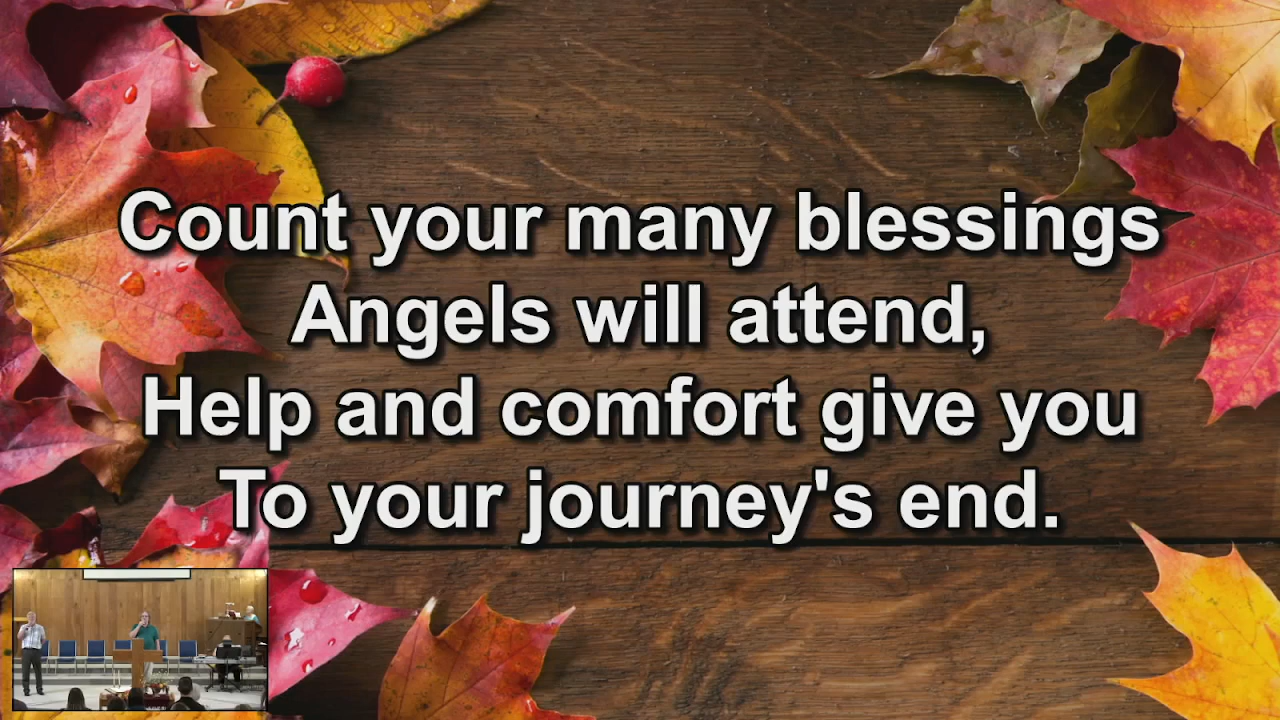 Count your many blessings
Angels will attend,
Help and comfort give you
To your journey's end.